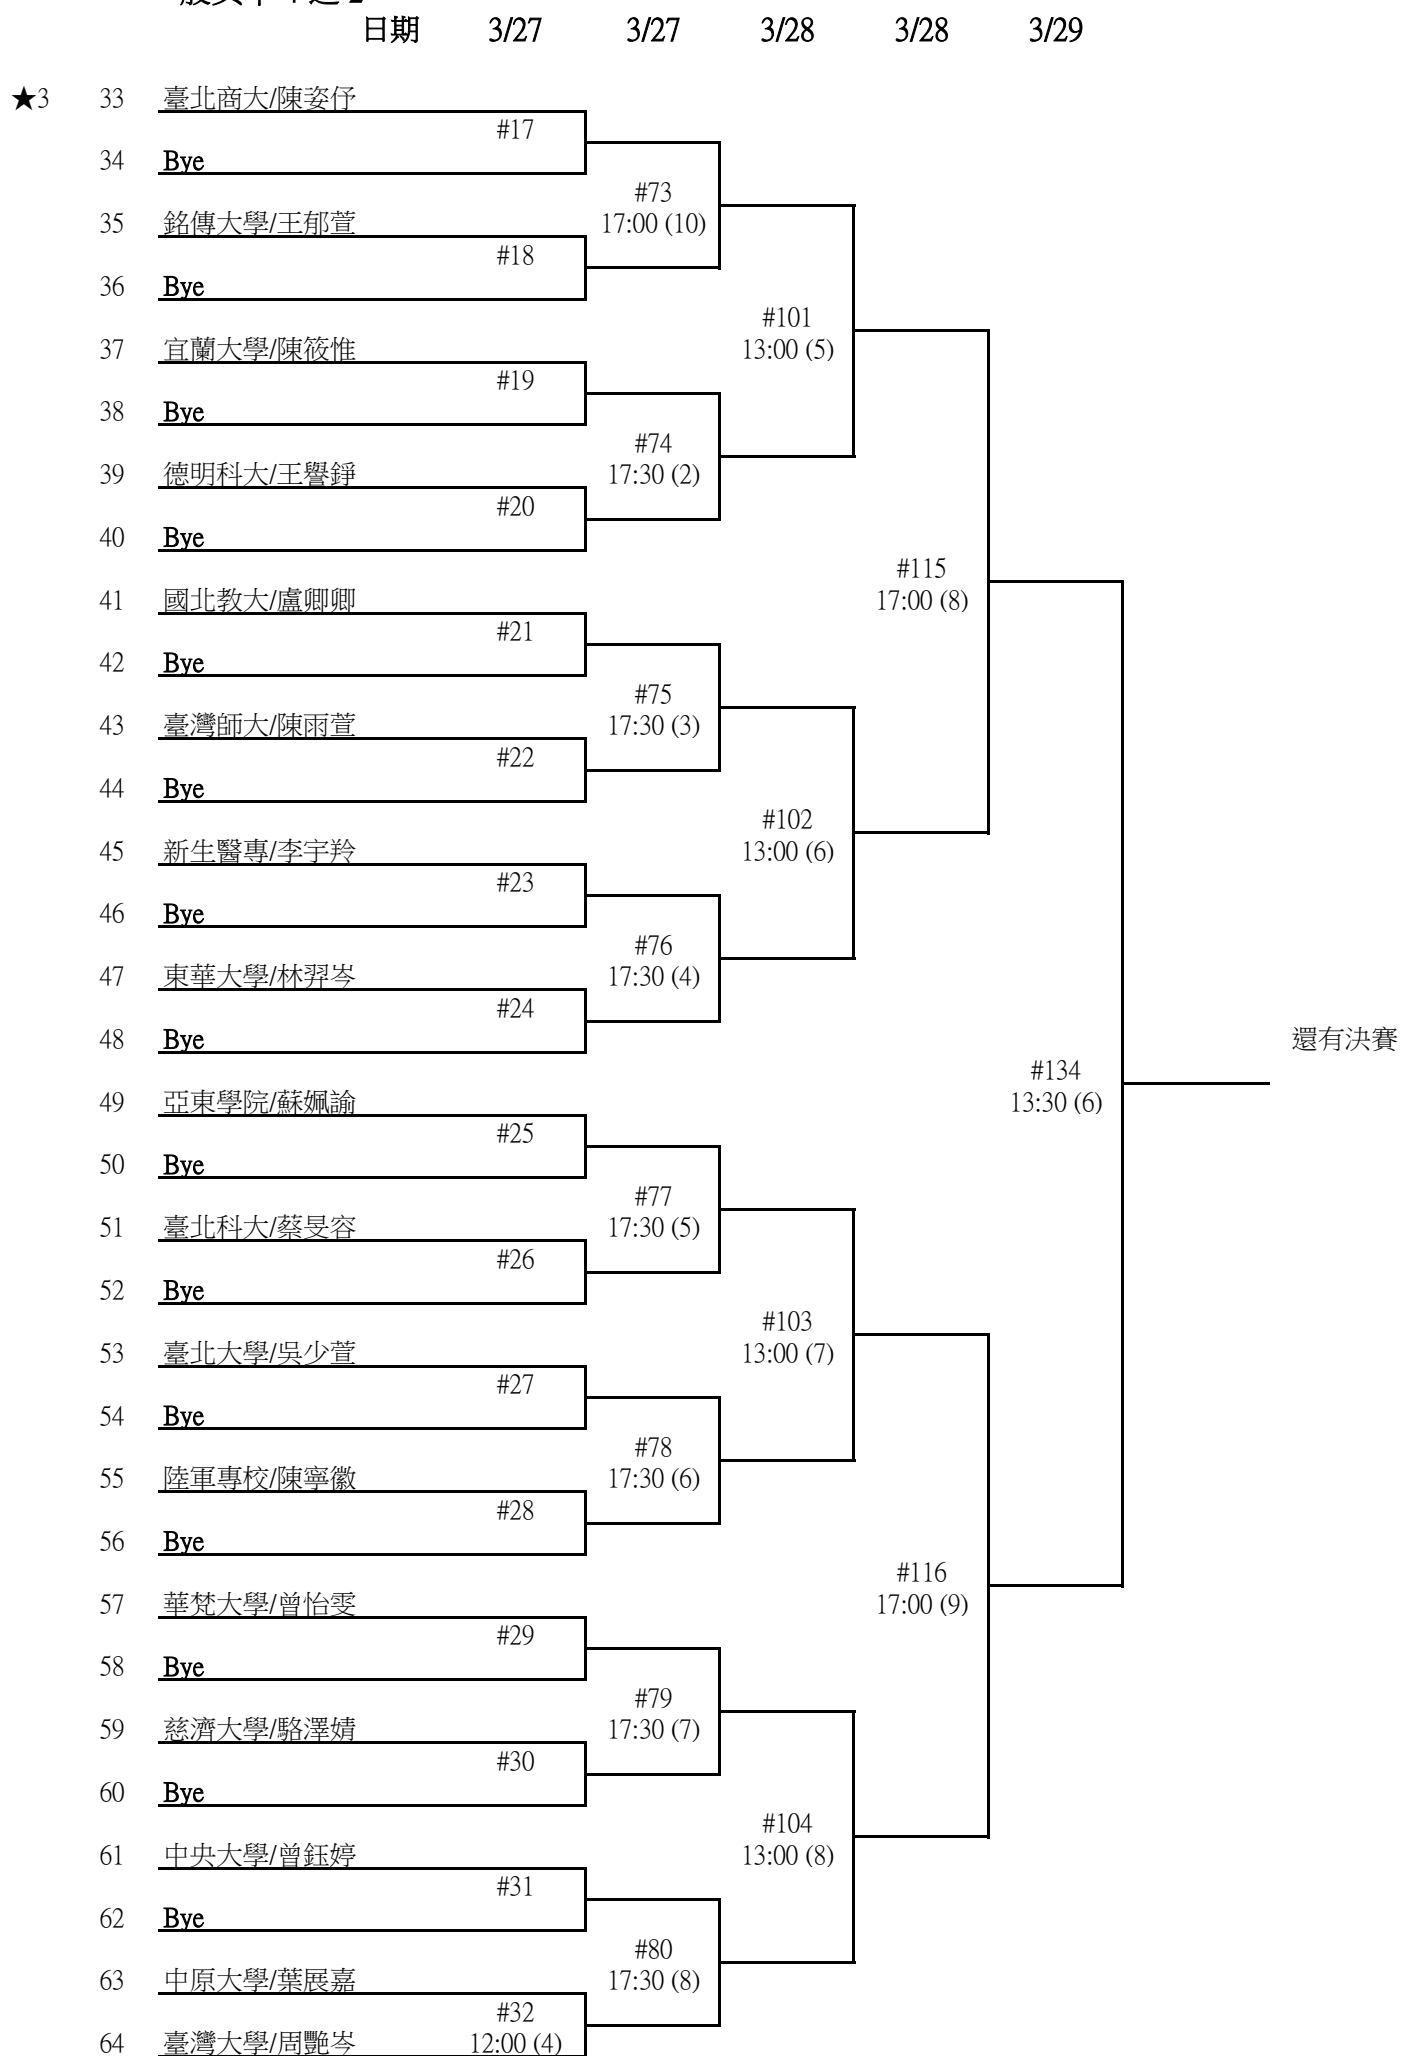 日期 3/27 3/27 3/28 3/28 3/29
★3 33 臺北商大/陳姿伃
#17
34 Bye
#73
35 銘傳大學/王郁萱 17:00 (10)
#18
36 Bye
#101
37 宜蘭大學/陳筱惟 13:00 (5)
#19
38 Bye
#74
39 德明科大/王譽錚 17:30 (2)
#20
40 Bye
#115
41 國北教大/盧卿卿 17:00 (8)
#21
42 Bye
#75
43 臺灣師大/陳雨萱 17:30 (3)
#22
44 Bye
#102
45 新生醫專/李宇羚 13:00 (6)
#23
46 Bye
#76
47 東華大學/林羿岑 17:30 (4)
#24
48 Bye 還有決賽
#134
49 亞東學院/蘇姵諭 13:30 (6)
#25
50 Bye
#77
51 臺北科大/蔡旻容 17:30 (5)
#26
52 Bye
#103
53 臺北大學/吳少萱 13:00 (7)
#27
54 Bye
#78
55 陸軍專校/陳寧徽 17:30 (6)
#28
56 Bye
#116
57 華梵大學/曾怡雯 17:00 (9)
#29
58 Bye
#79
59 慈濟大學/駱澤婧 17:30 (7)
#30
60 Bye
#104
61 中央大學/曾鈺婷 13:00 (8)
#31
62 Bye
#80
63 中原大學/葉展嘉 17:30 (8)
#32
64 臺灣大學/周艷岑 12:00 (4)